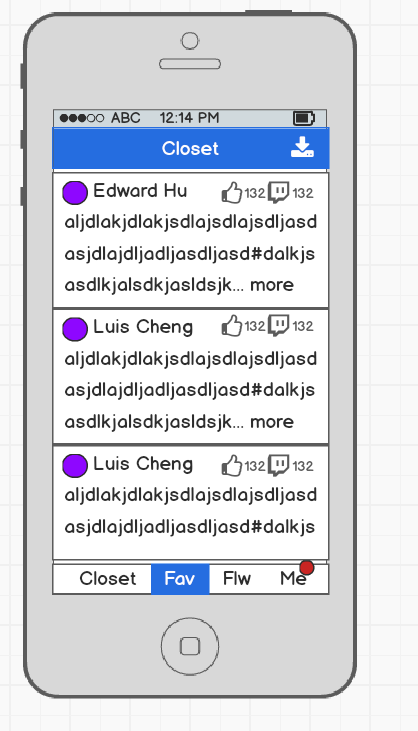 ABC 12:14 PM
Closet
Edward Hu 132 132
aljdlakjdlakjsdlajsdlajsdljasd
asjdlajdljadljasdljasd#dalkjs
asdlkjalsdkjasldsjk... more
Luis Cheng 132 132
aljdlakjdlakjsdlajsdlajsdljasd
asjdlajdljadljasdljasd#dalkjs
asdlkjalsdkjasldsjk... more
Luis Cheng 132 132
aljdlakjdlakjsdlajsdlajsdljasd
asjdlajdljadljasdljasd#dalkjs
Closet Fav Flw Me